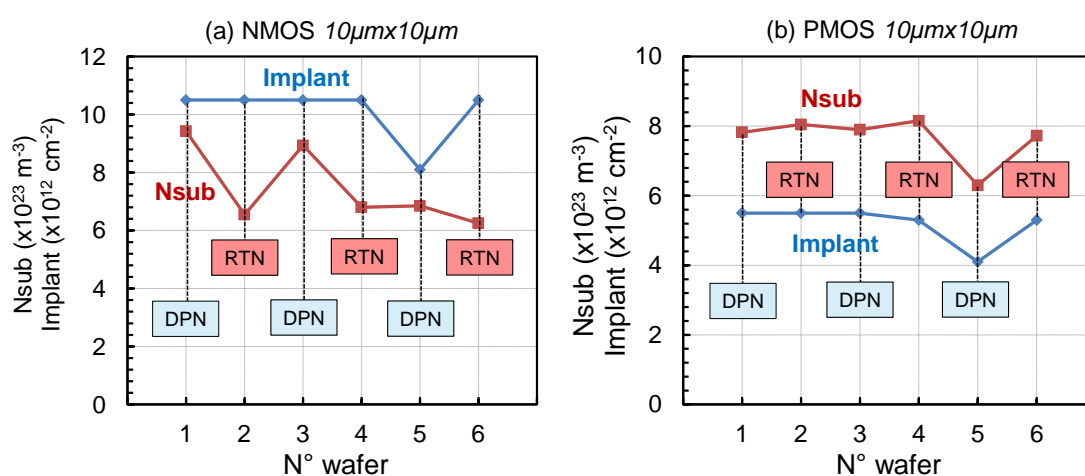 (a) NMOS 10µmx10µm
Nsub (x10²³ m⁻³)
Implant (x10¹² cm⁻²)
12
10
8
6
4
2
0
Implant
Nsub
RTN
RTN
RTN
DPN
DPN
DPN
1 2 3 4 5 6
N° wafer
(b) PMOS 10µmx10µm
Nsub (x10²³ m⁻³)
Implant (x10¹² cm⁻²)
10
8
6
4
2
0
Nsub
RTN
RTN
RTN
Implant
DPN
DPN
DPN
1 2 3 4 5 6
N° wafer